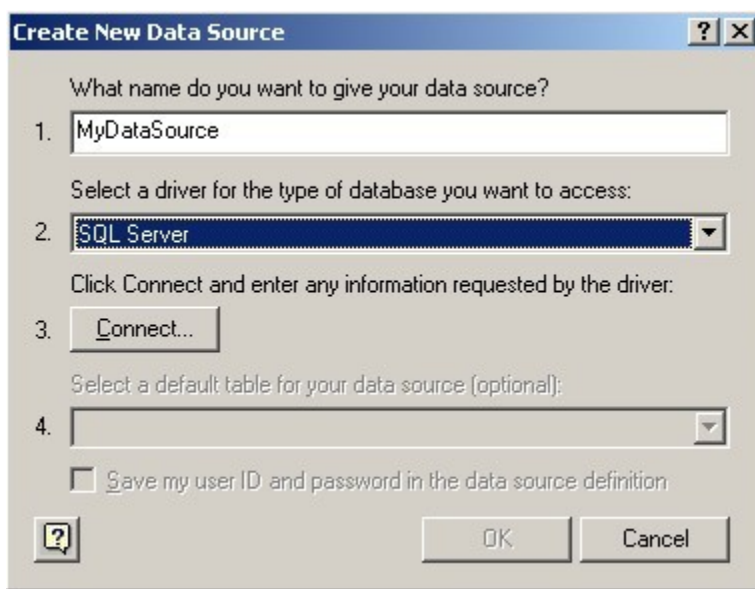 Create New Data Source
What name do you want to give your data source?
1. MyDataSource
Select a driver for the type of database you want to access:
2. SQL Server
Click Connect and enter any information requested by the driver:
3. Connect...
Select a default table for your data source (optional):
4.
Save my user ID and password in the data source definition
OK Cancel